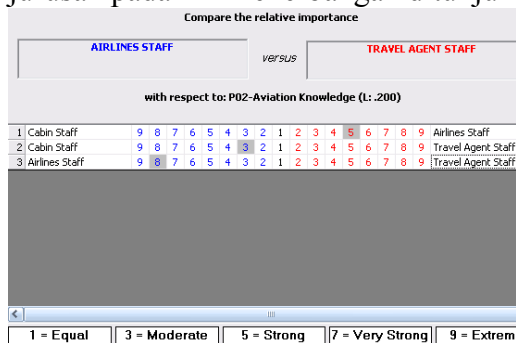 Compare the relative importance
AIRLINES STAFF
versus
TRAVEL AGENT STAFF
with respect to: P02-Aviation Knowledge (L: .200)
1 Cabin Staff 9 8 7 6 5 4 3 2 1 2 3 4 5 6 7 8 9 Airlines Staff
2 Cabin Staff 9 8 7 6 5 4 3 2 1 2 3 4 5 6 7 8 9 Travel Agent Staff
3 Airlines Staff 9 8 7 6 5 4 3 2 1 2 3 4 5 6 7 8 9 Travel Agent Staff
1 = Equal 3 = Moderate 5 = Strong 7 = Very Strong 9 = Extrem